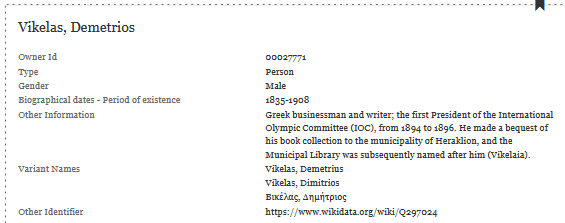 Vikelas, Demetrios
Owner Id 00027771
Type Person
Gender Male
Biographical dates - Period of existence 1835-1908
Other Information Greek businessman and writer; the first President of the International
Olympic Committee (IOC), from 1894 to 1896. He made a bequest of
his book collection to the municipality of Heraklion, and the
Municipal Library was subsequently named after him (Vikelaia).
Variant Names Vikelas, Demetrius
Vikelas, Dimitrios
Βικέλας, Δημήτριος
Other Identifier https://www.wikidata.org/wiki/Q297024